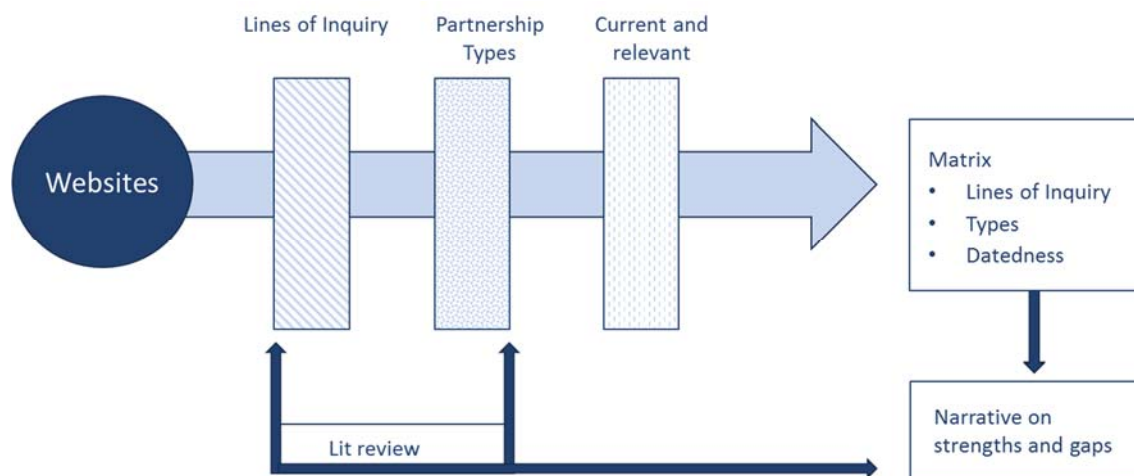 Lines of Inquiry
Partnership
Types
Current and
relevant
Websites
Matrix
• Lines of Inquiry
• Types
• Datedness
Lit review
Narrative on
strengths and gaps